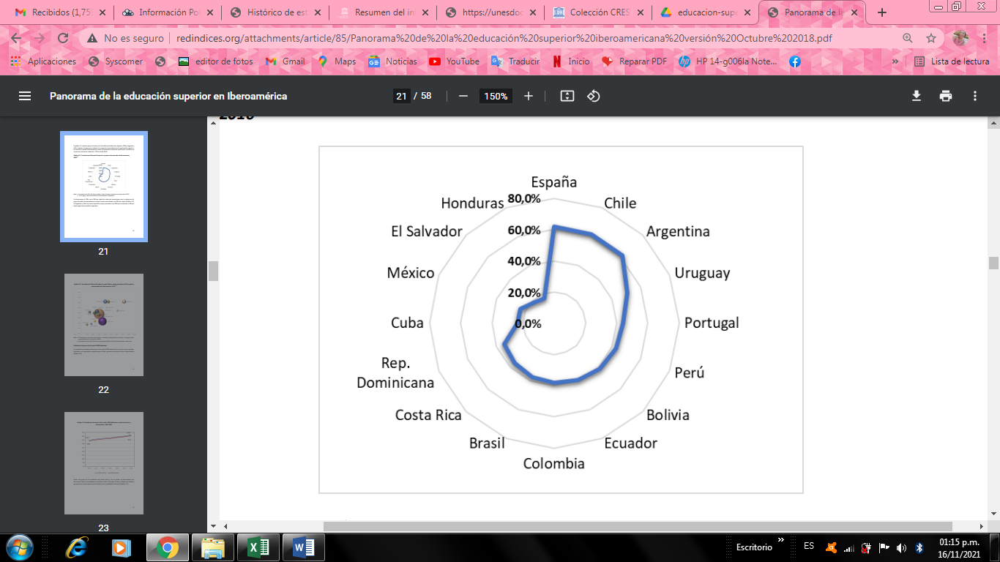 Recibidos (1,75
Información Pol
Histórico de est
Resumen del in
https://unesdoc
Colección CRES
educacion-supe
Panorama de l
No es seguro
redindices.org/attachments/article/85/Panorama%20de%20la%20educación%20superior%20iberoamericana%20versión%20Octubre%202018.pdf
Aplicaciones
Syscomer
editor de fotos
Gmail
Maps
Noticias
YouTube
Traducir
Inicio
Reparar PDF
HP 14-g006la Note...
»
Lista de lectura
Panorama de la educación superior en Iberoamérica
21 / 58
150%
21
22
23
España
Chile
Argentina
Uruguay
Portugal
Perú
Bolivia
Ecuador
Colombia
Brasil
Costa Rica
Rep.
Dominicana
Cuba
México
El Salvador
Honduras
80,0%
60,0%
40,0%
20,0%
0,0%
Escritorio
»
ES
01:15 p.m.
16/11/2021